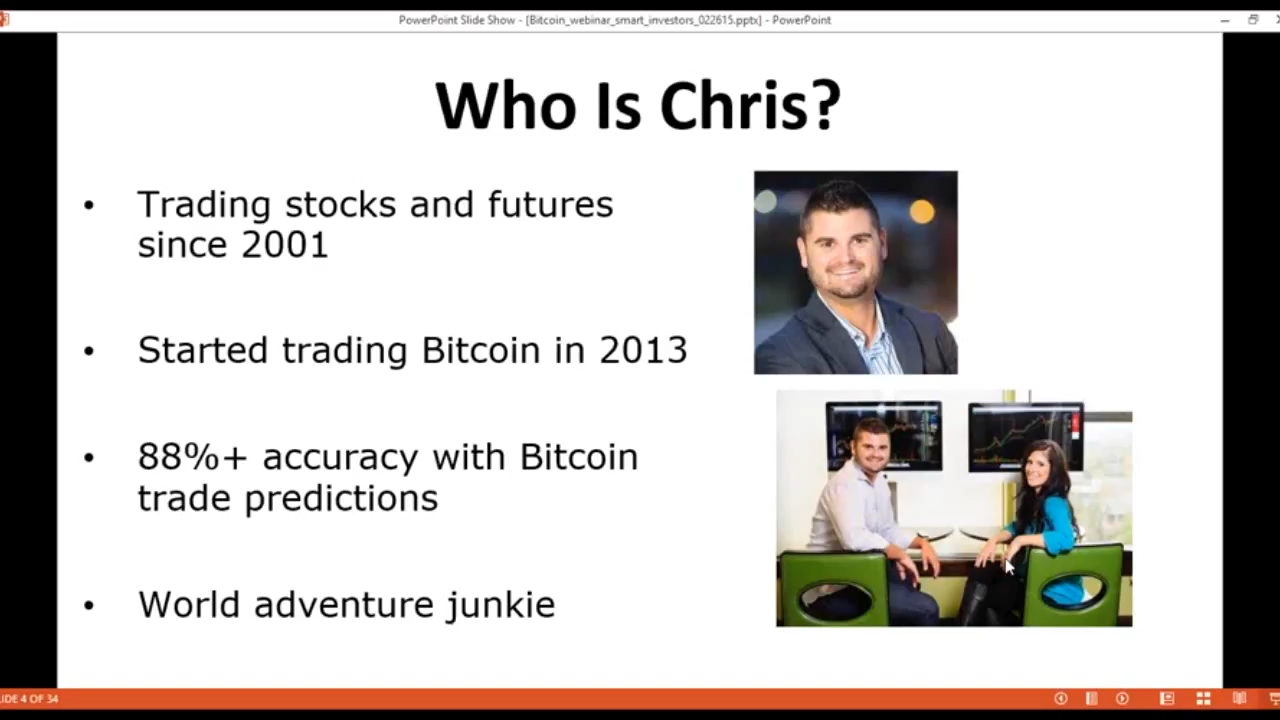 PowerPoint Slide Show - [Bitcoin_webinar_smart_investors_022615.pptx] - PowerPoint
Who Is Chris?
• Trading stocks and futures
since 2001
• Started trading Bitcoin in 2013
• 88%+ accuracy with Bitcoin
trade predictions
• World adventure junkie
LIDE 4 OF 34